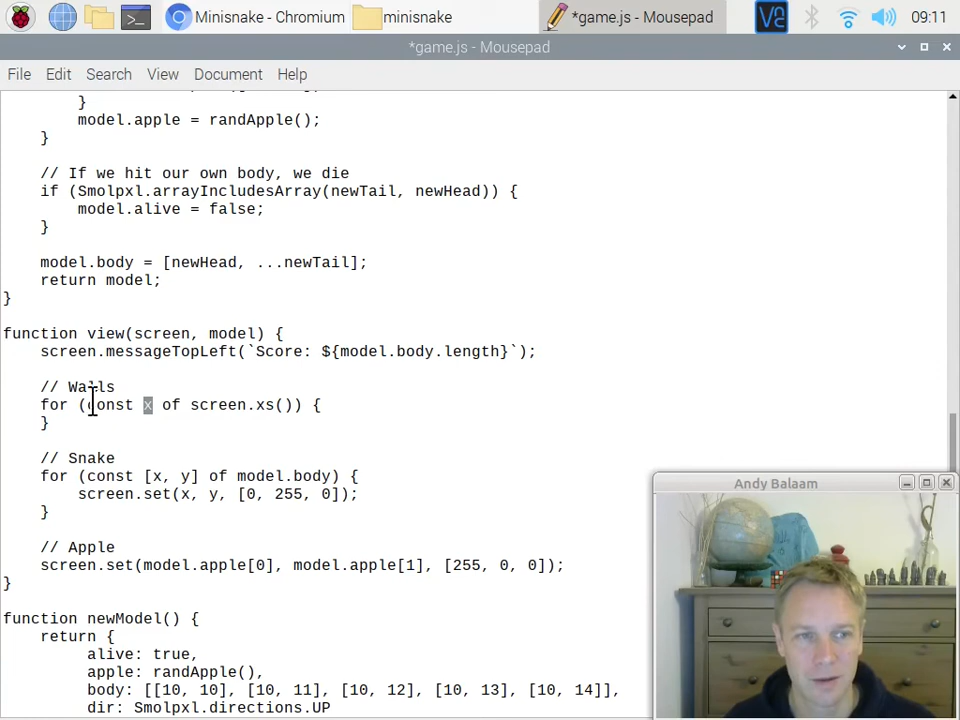 Minisnake - Chromium
minisnake
*game.js - Mousepad
09:11
*game.js - Mousepad
File Edit Search View Document Help
}
model.apple = randApple();
}
// If we hit our own body, we die
if (Smolpxl.arrayIncludesArray(newTail, newHead)) {
model.alive = false;
}
model.body = [newHead, ...newTail];
return model;
}
function view(screen, model) {
screen.messageTopLeft(`Score: ${model.body.length}`);
// Walls
for (const x of screen.xs()) {
}
// Snake
for (const [x, y] of model.body) {
screen.set(x, y, [0, 255, 0]);
}
// Apple
screen.set(model.apple[0], model.apple[1], [255, 0, 0]);
}
function newModel() {
return {
alive: true,
apple: randApple(),
body: [[10, 10], [10, 11], [10, 12], [10, 13], [10, 14]],
dir: Smolpxl.directions.UP
Andy Balaam